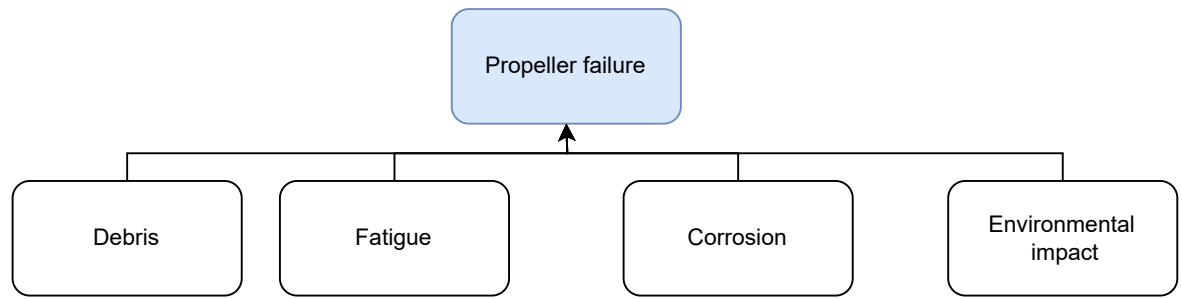 Propeller failure
Debris
Fatigue
Corrosion
Environmental
impact